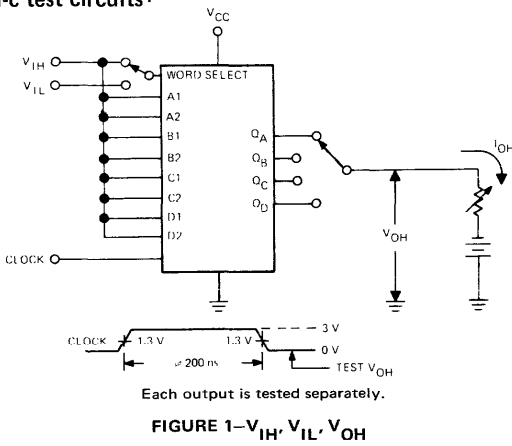 d-c test circuits†
VCC
VIH
VIL
WORD SELECT
A1
A2
B1
B2
C1
C2
D1
D2
CLOCK
QA
QB
QC
QD
IOH
VOH
CLOCK
1.3 V
1.3 V
3 V
0 V
200 ns
TEST VOH
Each output is tested separately.
FIGURE 1–VIH, VIL, VOH